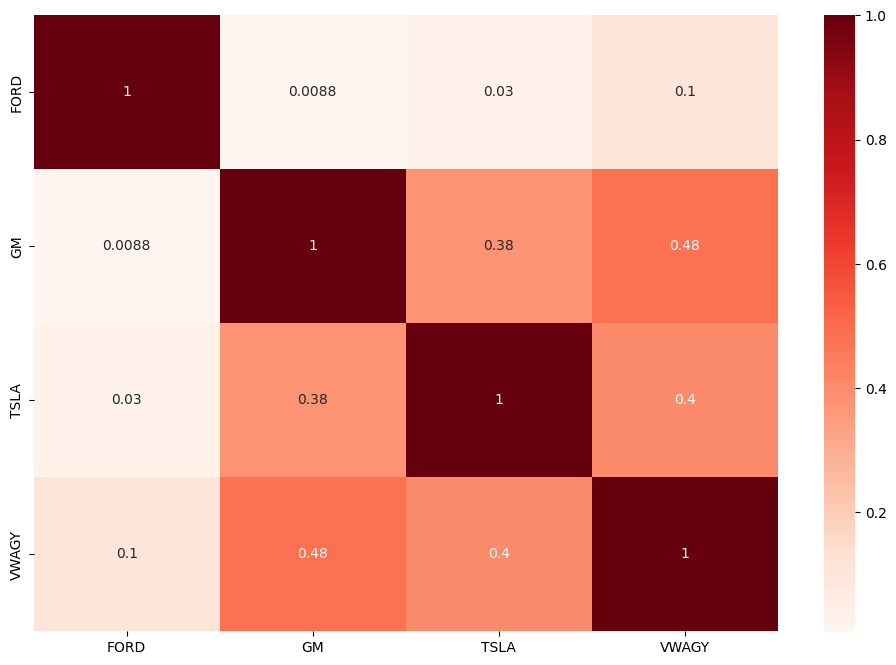 FORD 1 0.0088 0.03 0.1
GM 0.0088 1 0.38 0.48
TSLA 0.03 0.38 1 0.4
VWAGY 0.1 0.48 0.4 1
FORD GM TSLA VWAGY
1.0
0.8
0.6
0.4
0.2